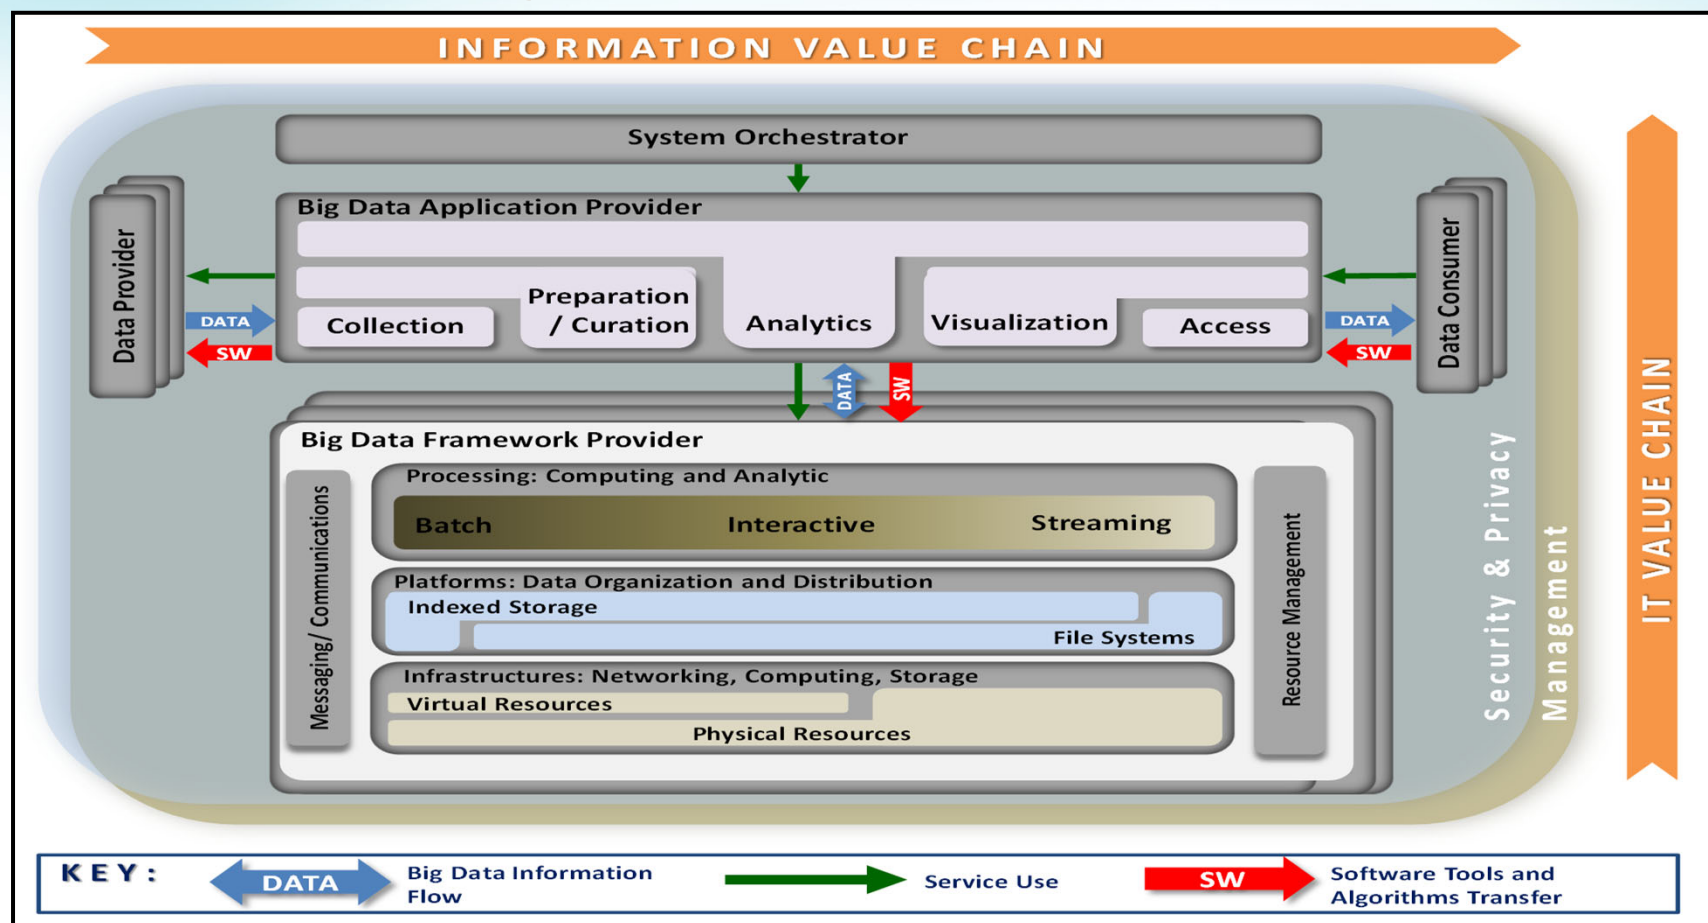 INFORMATION VALUE CHAIN
System Orchestrator
Big Data Application Provider
Data Provider
Data Consumer
Preparation
/ Curation
Collection
Analytics
Visualization
Access
DATA
SW
DATA
SW
DATA
SW
Big Data Framework Provider
Processing: Computing and Analytic
Batch
Interactive
Streaming
Platforms: Data Organization and Distribution
Indexed Storage
File Systems
Infrastructures: Networking, Computing, Storage
Virtual Resources
Physical Resources
Messaging/ Communications
Resource Management
Security & Privacy
Management
IT VALUE CHAIN
KEY:
DATA
Big Data Information
Flow
Service Use
SW
Software Tools and
Algorithms Transfer